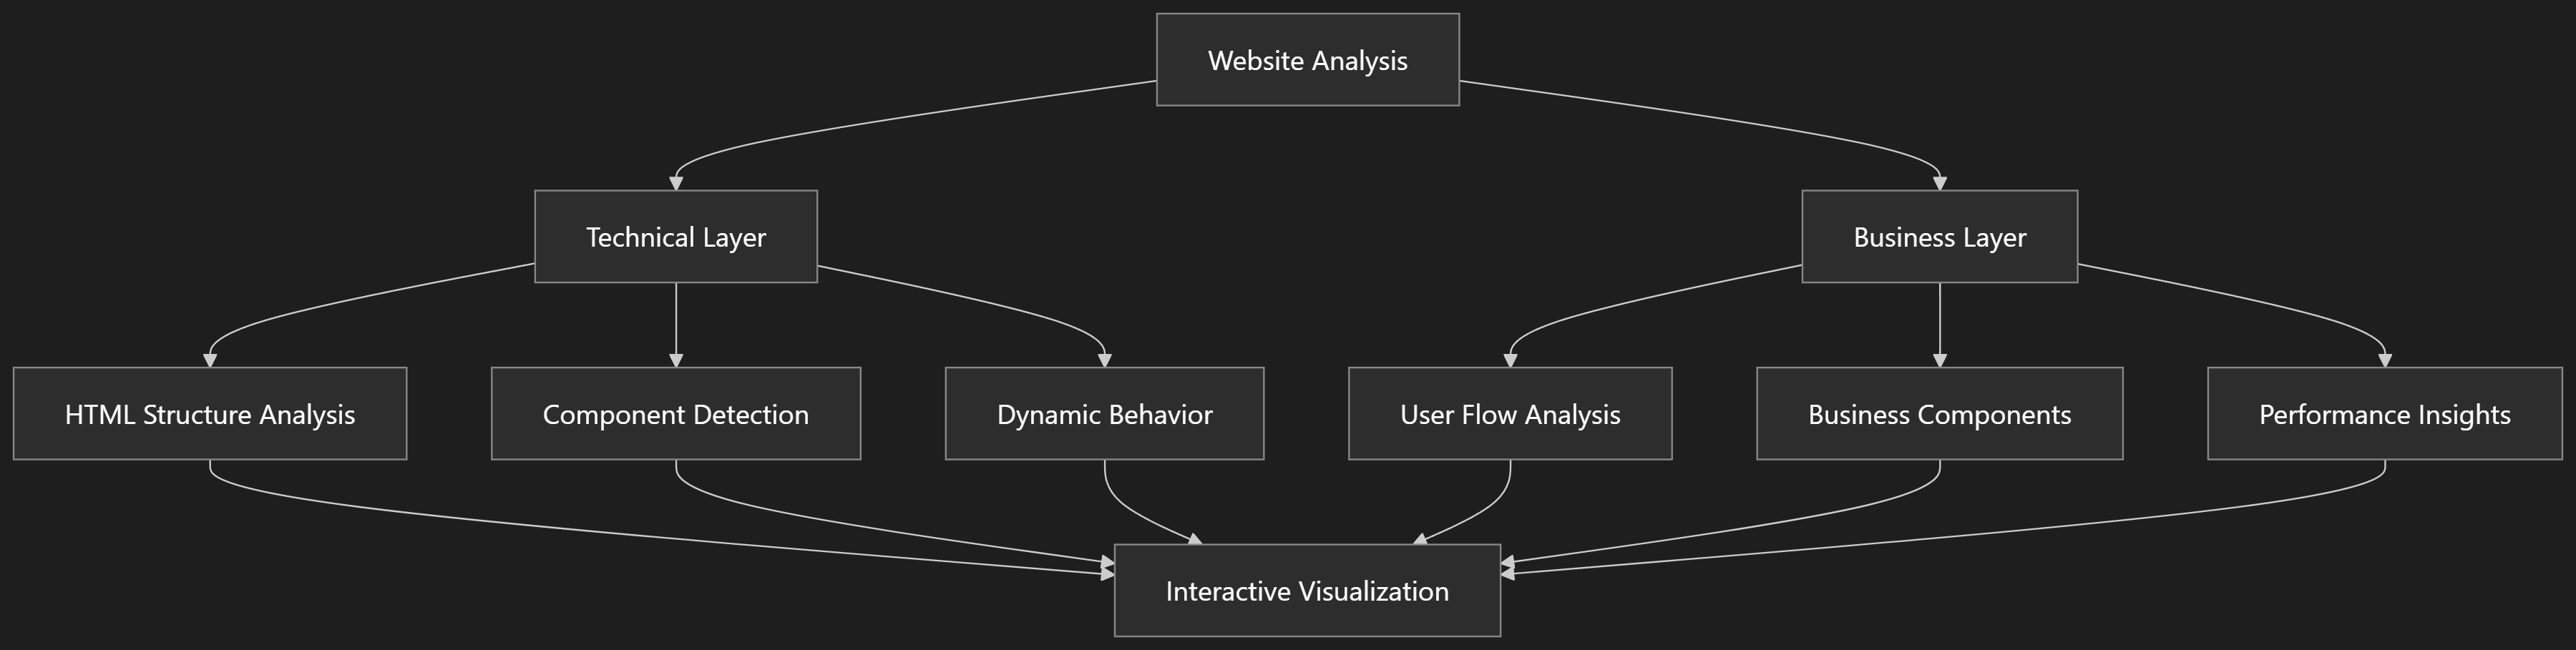 Website Analysis
Technical Layer
Business Layer
HTML Structure Analysis
Component Detection
Dynamic Behavior
User Flow Analysis
Business Components
Performance Insights
Interactive Visualization